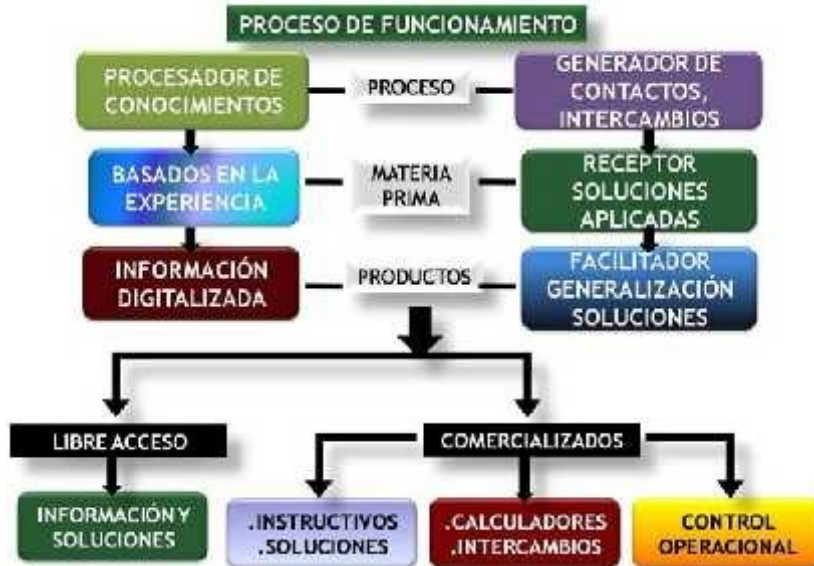 PROCESO DE FUNCIONAMIENTO
PROCESADOR DE
CONOCIMIENTOS
PROCESO
GENERADOR DE
CONTACTOS,
INTERCAMBIOS
BASADOS EN LA
EXPERIENCIA
MATERIA
PRIMA
RECEPTOR
SOLUCIONES
APLICADAS
INFORMACIÓN
DIGITALIZADA
PRODUCTOS
FACILITADOR
GENERALIZACIÓN
SOLUCIONES
LIBRE ACCESO
COMERCIALIZADOS
INFORMACIÓN Y
SOLUCIONES
.INSTRUCTIVOS
.SOLUCIONES
.CALCULADORES
.INTERCAMBIOS
CONTROL
OPERACIONAL